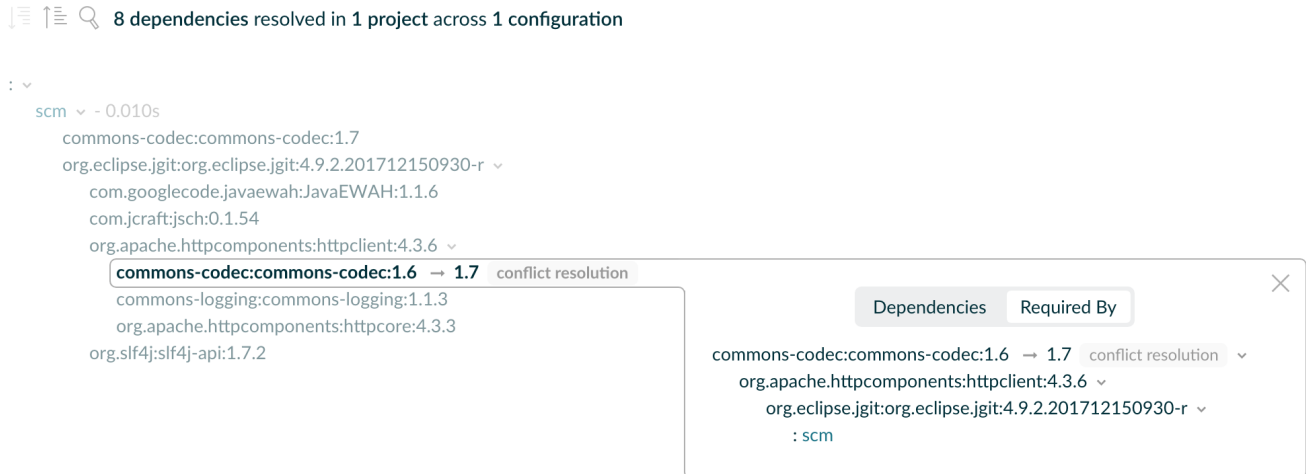 8 dependencies resolved in 1 project across 1 configuration
:
scm - 0.010s
commons-codec:commons-codec:1.7
org.eclipse.jgit:org.eclipse.jgit:4.9.2.201712150930-r
com.googlecode.javaewah:JavaEWAH:1.1.6
com.jcraft:jsch:0.1.54
org.apache.httpcomponents:httpclient:4.3.6
commons-codec:commons-codec:1.6 → 1.7 conflict resolution
commons-logging:commons-logging:1.1.3
org.apache.httpcomponents:httpcore:4.3.3
org.slf4j:slf4j-api:1.7.2
Dependencies Required By
commons-codec:commons-codec:1.6 → 1.7 conflict resolution
org.apache.httpcomponents:httpclient:4.3.6
org.eclipse.jgit:org.eclipse.jgit:4.9.2.201712150930-r
: scm